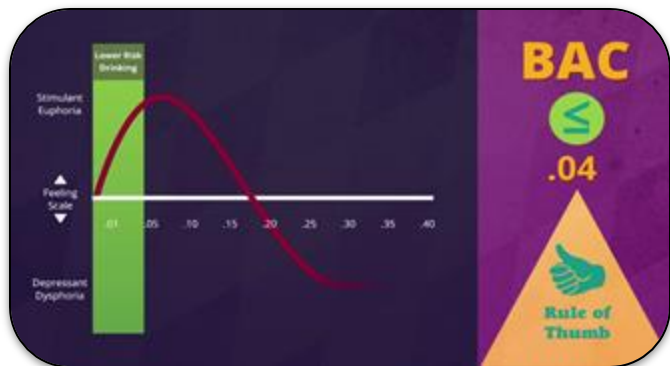 Lower Risk
Drinking
Stimulant
Euphoria
Feeling
Scale
.01 .05 .10 .15 .20 .25 .30 .35 .40
Depressant
Dysphoria
BAC
≤
.04
Rule of
Thumb